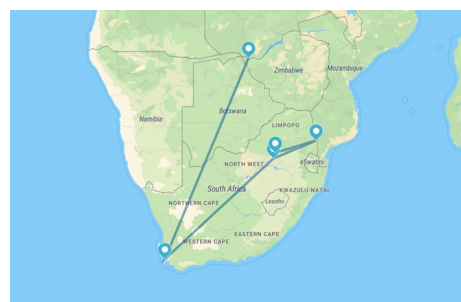 Zimbabwe
Mozambique
Namibia
Botswana
LIMPOPO
NORTH WEST
eSwatini
South Africa
KWAZULU-NATAL
NORTHERN CAPE
Lesotho
EASTERN CAPE
WESTERN CAPE